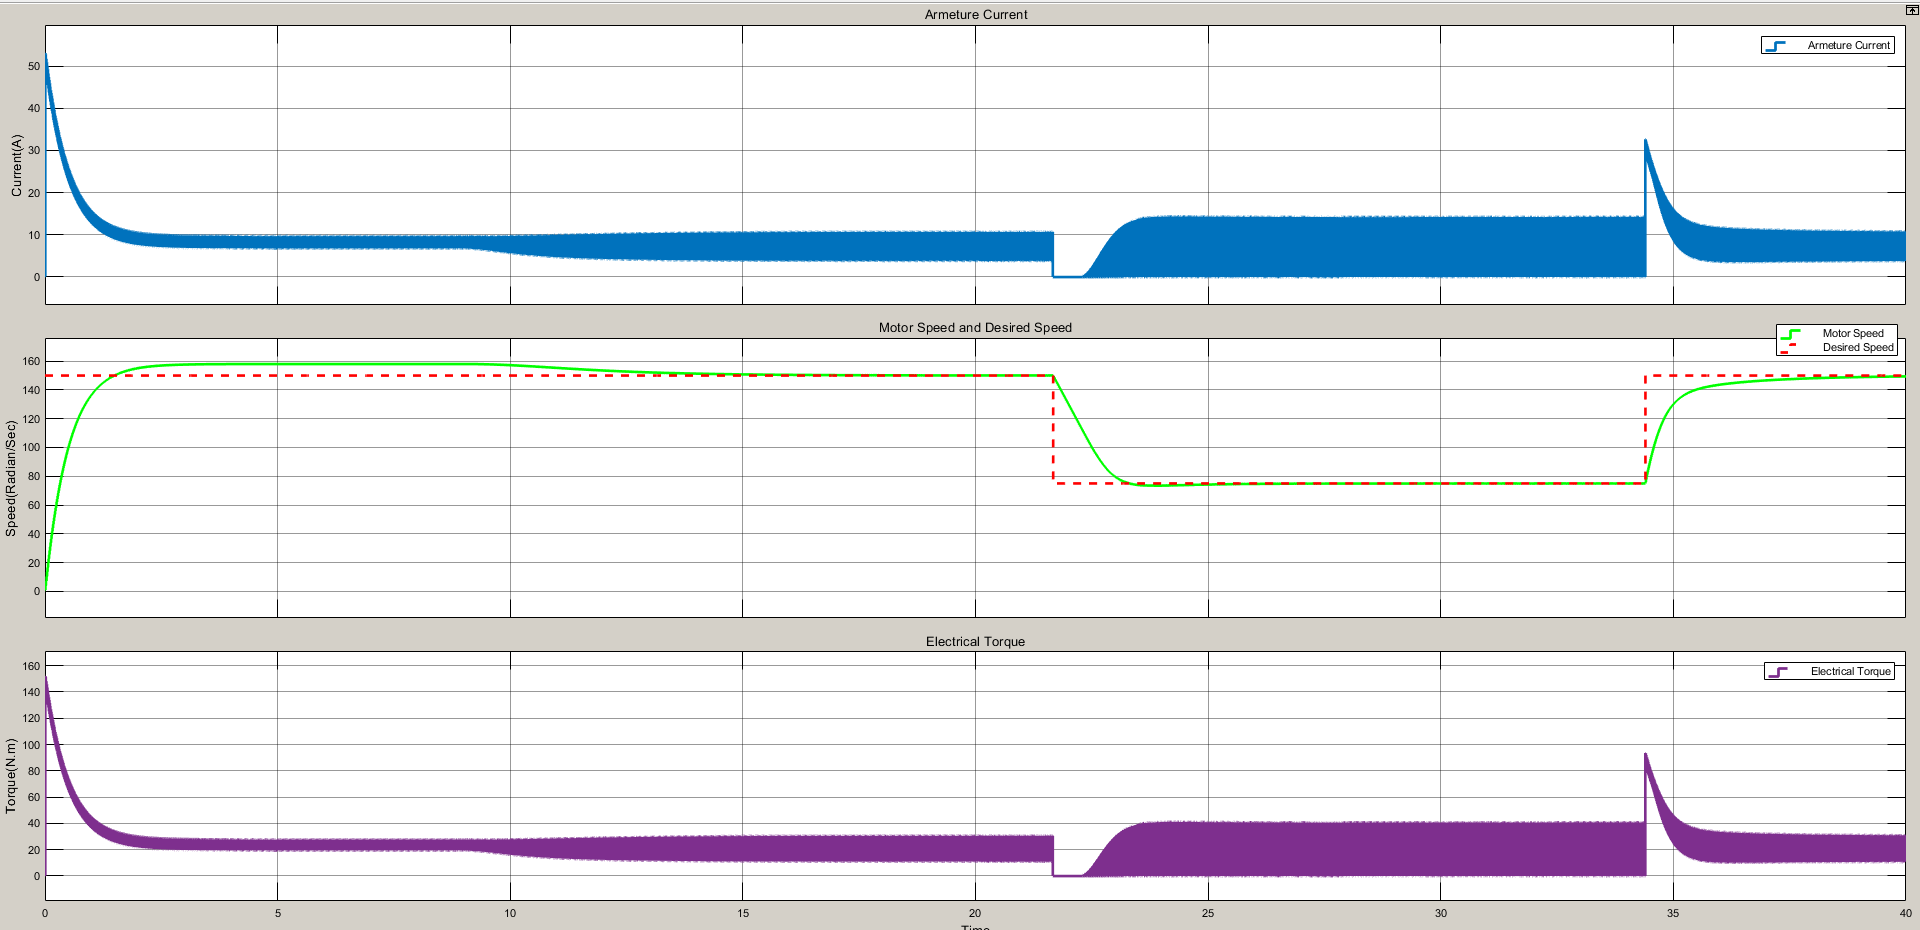 Armeture Current
Armeture Current
Current(A)
50
40
30
20
10
0
Motor Speed and Desired Speed
Motor Speed
Desired Speed
Speed(Radian/Sec)
160
140
120
100
80
60
40
20
0
Electrical Torque
Electrical Torque
Torque(N.m)
160
140
120
100
80
60
40
20
0
0 5 10 15 20 25 30 35 40
Time